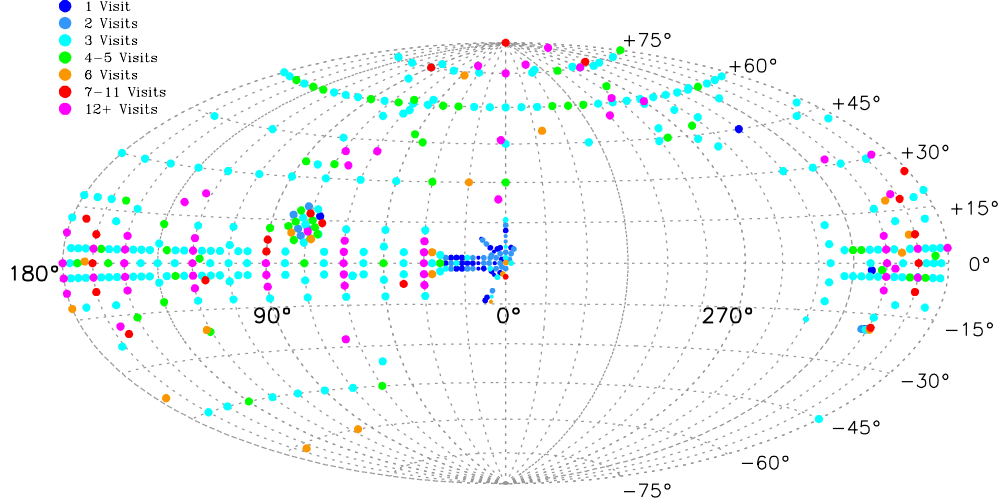 1 Visit
2 Visits
3 Visits
4-5 Visits
6 Visits
7-11 Visits
12+ Visits
+75°
+60°
+45°
+30°
+15°
180°
0°
90°
0°
270°
-15°
-30°
-45°
-60°
-75°